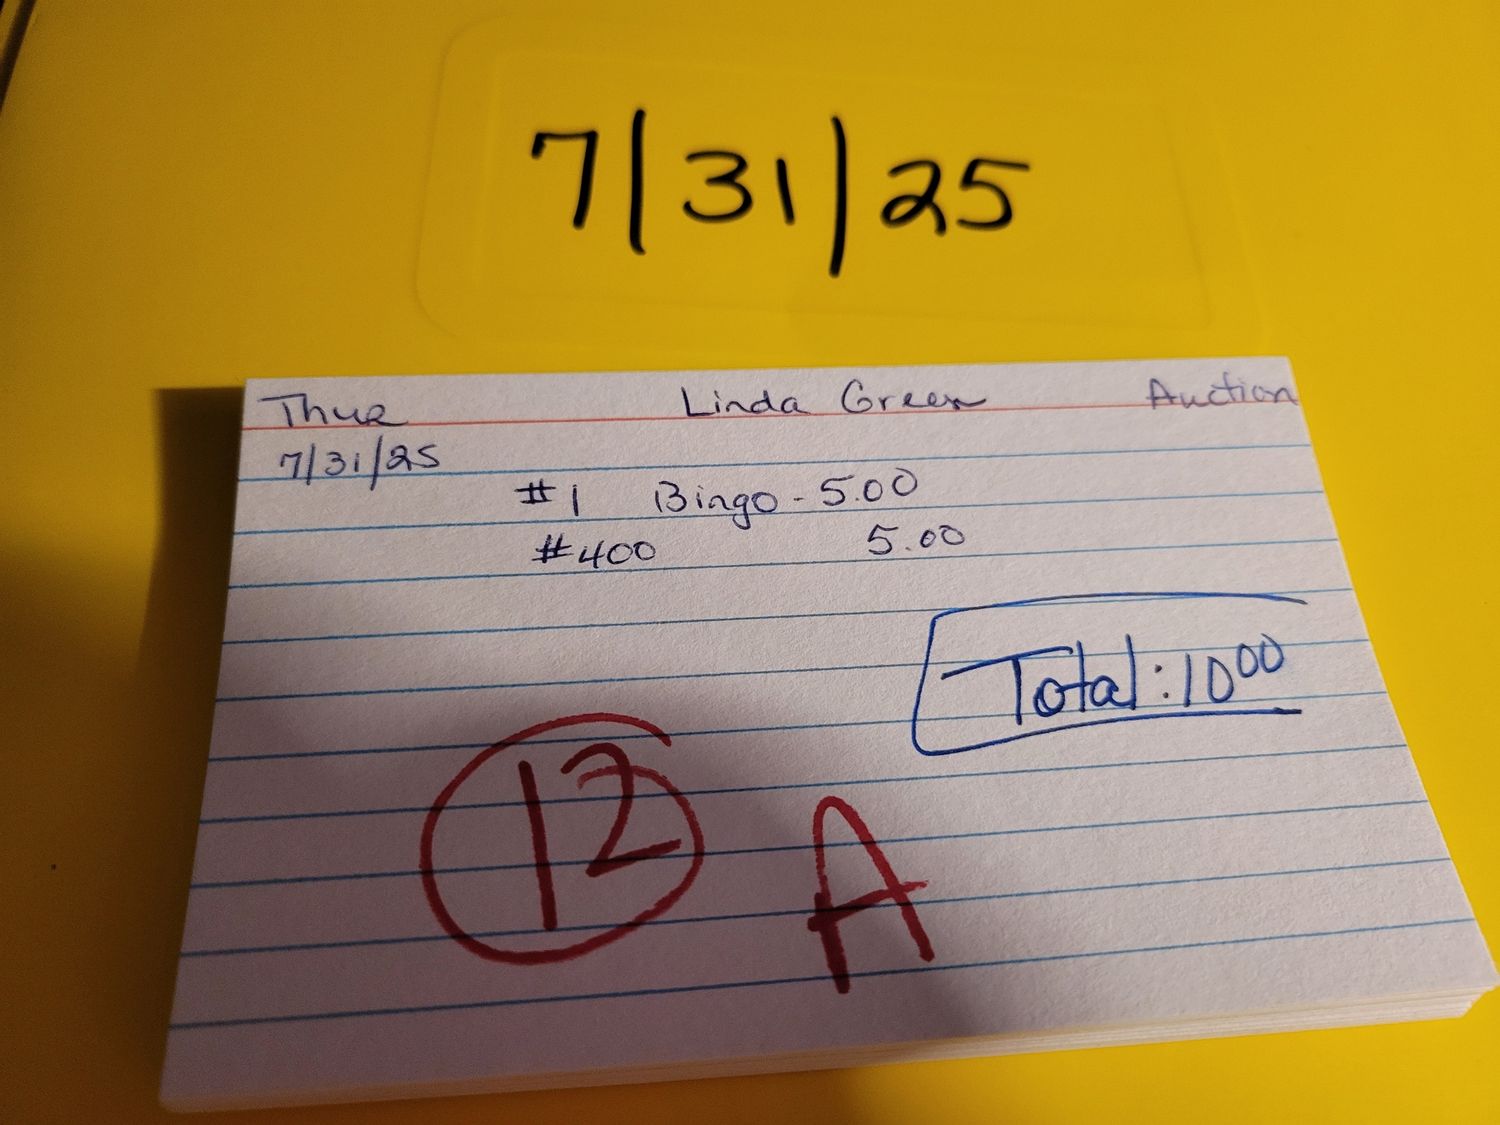 7/31/25
Thur Linda Green Auction
7/31/25
#1 Bingo - 5.00
#400 5.00
Total: 10 00
12 A